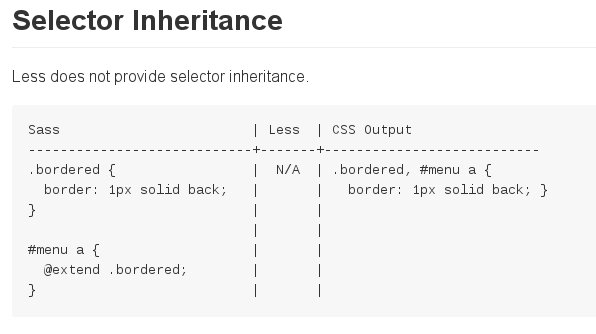 Selector Inheritance
Less does not provide selector inheritance.
Sass                            | Less  | CSS Output
----------------------------+-------+---------------------------
.bordered {                 |  N/A  | .bordered, #menu a {
  border: 1px solid back;   |       |   border: 1px solid back; }
}                           |       |
                            |       |
#menu a {                   |       |
  @extend .bordered;        |       |
}                           |       |